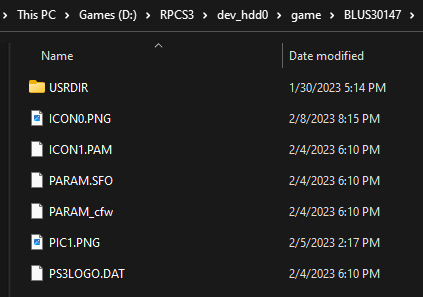 This PC > Games (D:) > RPCS3 > dev_hdd0 > game > BLUS30147 >
Name Date modified
USRDIR 1/30/2023 5:14 PM
ICON0.PNG 2/8/2023 8:15 PM
ICON1.PAM 2/4/2023 6:10 PM
PARAM.SFO 2/4/2023 6:10 PM
PARAM_cfw 2/4/2023 6:10 PM
PIC1.PNG 2/5/2023 2:17 PM
PS3LOGO.DAT 2/4/2023 6:10 PM